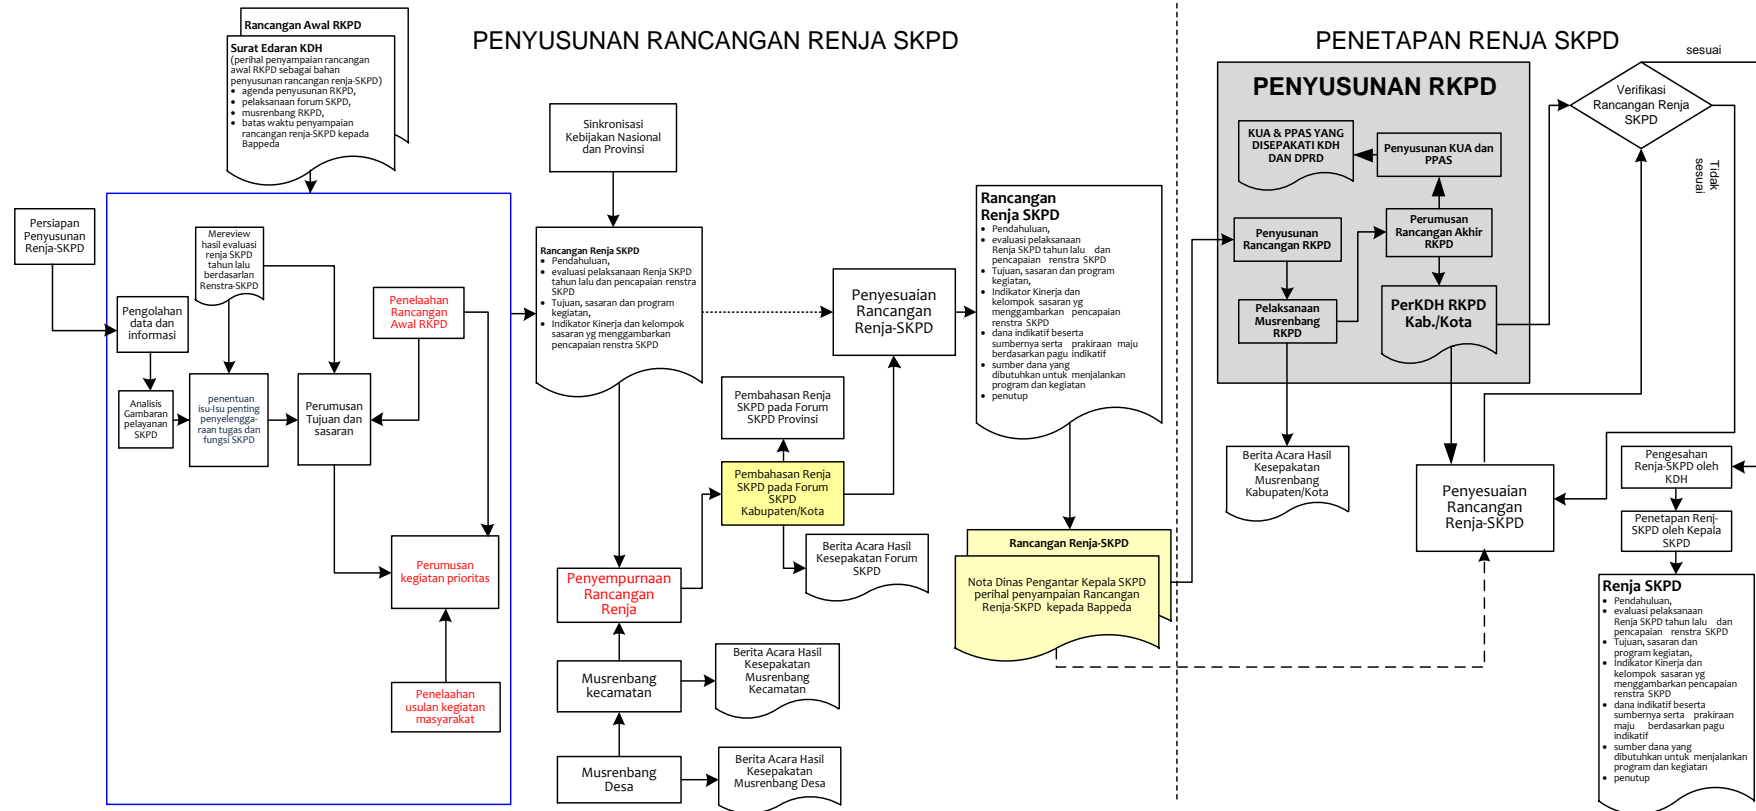 PENYUSUNAN RANCANGAN RENJA SKPD
PENETAPAN RENJA SKPD
Rancangan Awal RKPD
Surat Edaran KDH
(perihal penyampaian rancangan
awal RKPD sebagai bahan
penyusunan rancangan renja-SKPD)
• agenda penyusunan RKPD,
• pelaksanaan forum SKPD,
• musrenbang RKPD,
• batas waktu penyampaian
rancangan renja-SKPD kepada
Bappeda
Persiapan
Penyusunan
Renja-SKPD
Pengolahan
data dan
informasi
Analisis
Gambaran
pelayanan
SKPD
Mereview
hasil evaluasi
renja SKPD
tahun lalu
berdasarlan
Renstra-SKPD
penentuan
isu-Isu penting
penyelengga-
raan tugas dan
fungsi SKPD
Perumusan
Tujuan dan
sasaran
Penelaahan
Rancangan
Awal RKPD
Perumusan
kegiatan prioritas
Penelaahan
usulan kegiatan
masyarakat
Sinkronisasi
Kebijakan Nasional
dan Provinsi
Rancangan Renja SKPD
• Pendahuluan,
• evaluasi pelaksanaan Renja SKPD
tahun lalu dan pencapaian renstra
SKPD
• Tujuan, sasaran dan program
kegiatan,
• Indikator Kinerja dan kelompok
sasaran yg menggambarkan
pencapaian renstra SKPD
Penyempurnaan
Rancangan
Renja
Musrenbang
kecamatan
Musrenbang
Desa
Berita Acara Hasil
Kesepakatan
Musrenbang
Kecamatan
Berita Acara Hasil
Kesepakatan
Musrenbang Desa
Pembahasan Renja
SKPD pada Forum
SKPD Provinsi
Pembahasan Renja
SKPD pada Forum
SKPD
Kabupaten/Kota
Berita Acara Hasil
Kesepakatan Forum
SKPD
Penyesuaian
Rancangan
Renja-SKPD
Rancangan
Renja SKPD
• Pendahuluan,
• evaluasi pelaksanaan
Renja SKPD tahun lalu dan
pencapaian renstra SKPD
• Tujuan, sasaran dan program
kegiatan,
• Indikator Kinerja dan
kelompok sasaran yg
menggambarkan pencapaian
renstra SKPD
• dana indikatif beserta
sumbernya serta prakiraan maju
berdasarkan pagu indikatif
• sumber dana yang
dibutuhkan untuk menjalankan
program dan kegiatan
• penutup
Rancangan Renja-SKPD
Nota Dinas Pengantar Kepala SKPD
perihal penyampaian Rancangan
Renja-SKPD kepada Bappeda
PENYUSUNAN RKPD
KUA & PPAS YANG
DISEPAKATI KDH
DAN DPRD
Penyusunan KUA dan
PPAS
Penyusunan
Rancangan RKPD
Perumusan
Rancangan Akhir
RKPD
Pelaksanaan
Musrenbang
RKPD
PerKDH RKPD
Kab./Kota
Berita Acara Hasil
Kesepakatan
Musrenbang
Kabupaten/Kota
Penyesuaian
Rancangan
Renja-SKPD
Verifikasi
Rancangan Renja
SKPD
sesuai
Tidak
sesuai
Pengesahan
Renja-SKPD oleh
KDH
Penetapan Renj-
SKPD oleh Kepala
SKPD
Renja SKPD
• Pendahuluan,
• evaluasi pelaksanaan
Renja SKPD tahun lalu dan
pencapaian renstra SKPD
• Tujuan, sasaran dan
program kegiatan,
• Indikator Kinerja dan
kelompok sasaran yg
menggambarkan pencapaian
renstra SKPD
• dana indikatif beserta
sumbernya serta prakiraan
maju berdasarkan pagu
indikatif
• sumber dana yang
dibutuhkan untuk menjalankan
program dan kegiatan
• penutup